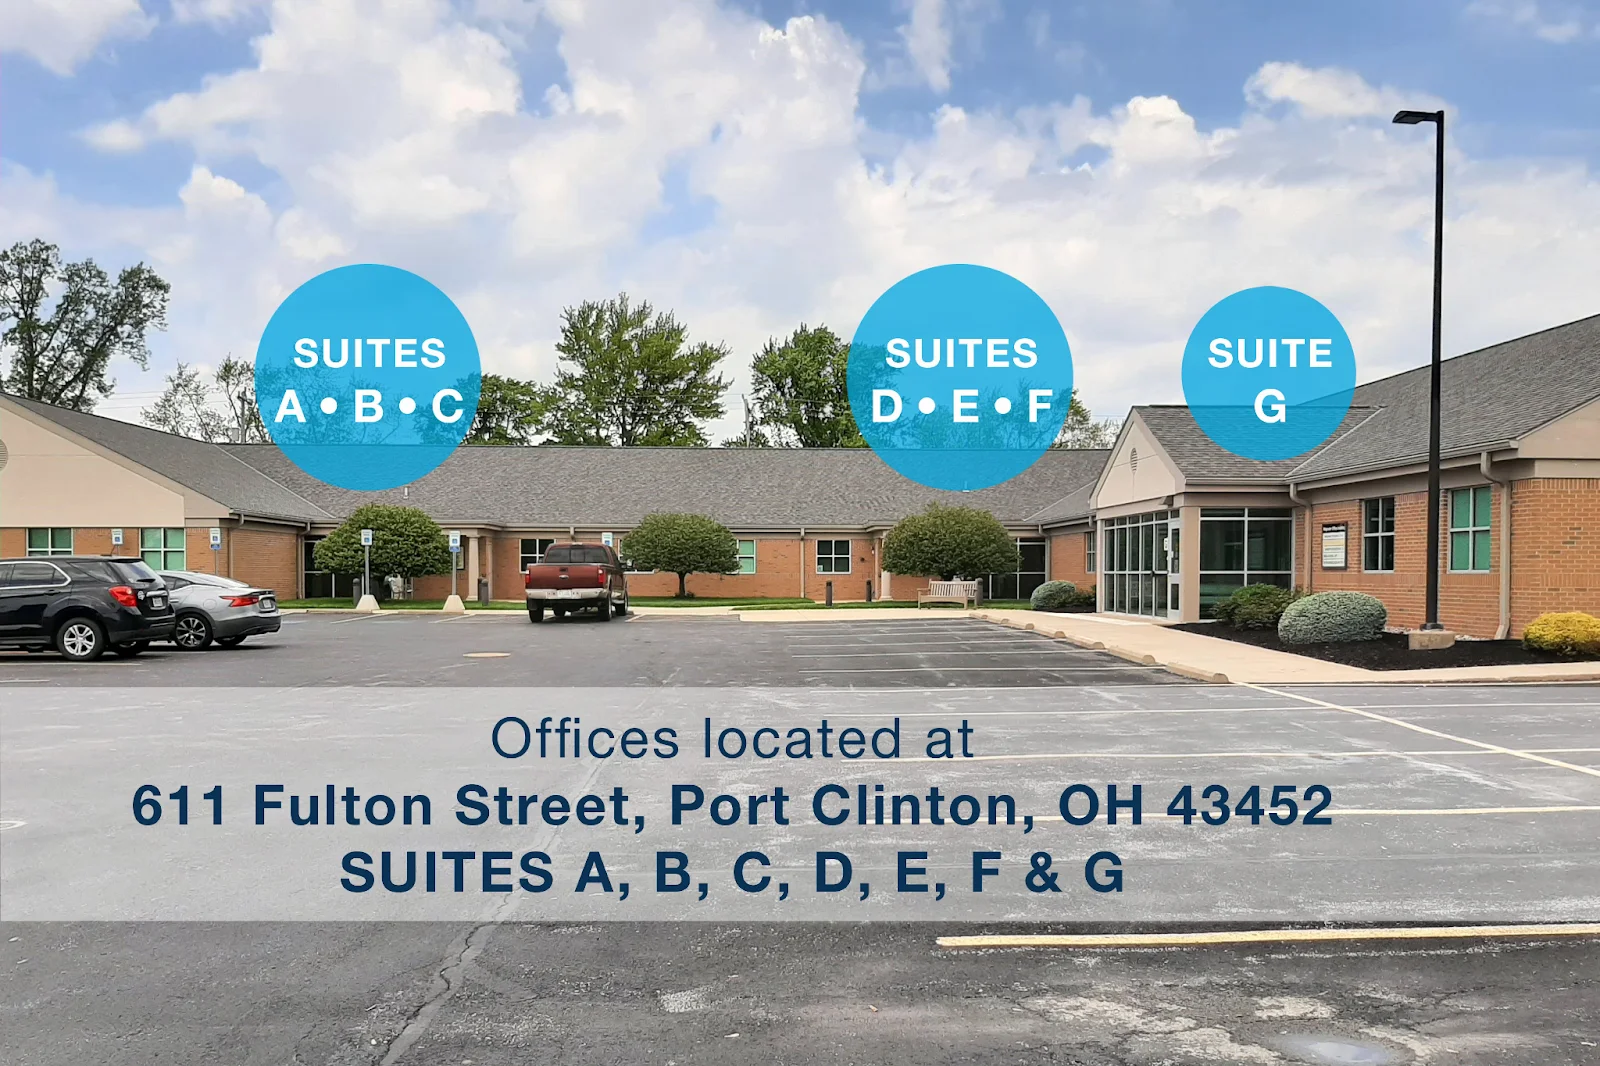 SUITES
A • B • C
SUITES
D • E • F
SUITE
G
Offices located at
611 Fulton Street, Port Clinton, OH 43452
SUITES A, B, C, D, E, F & G